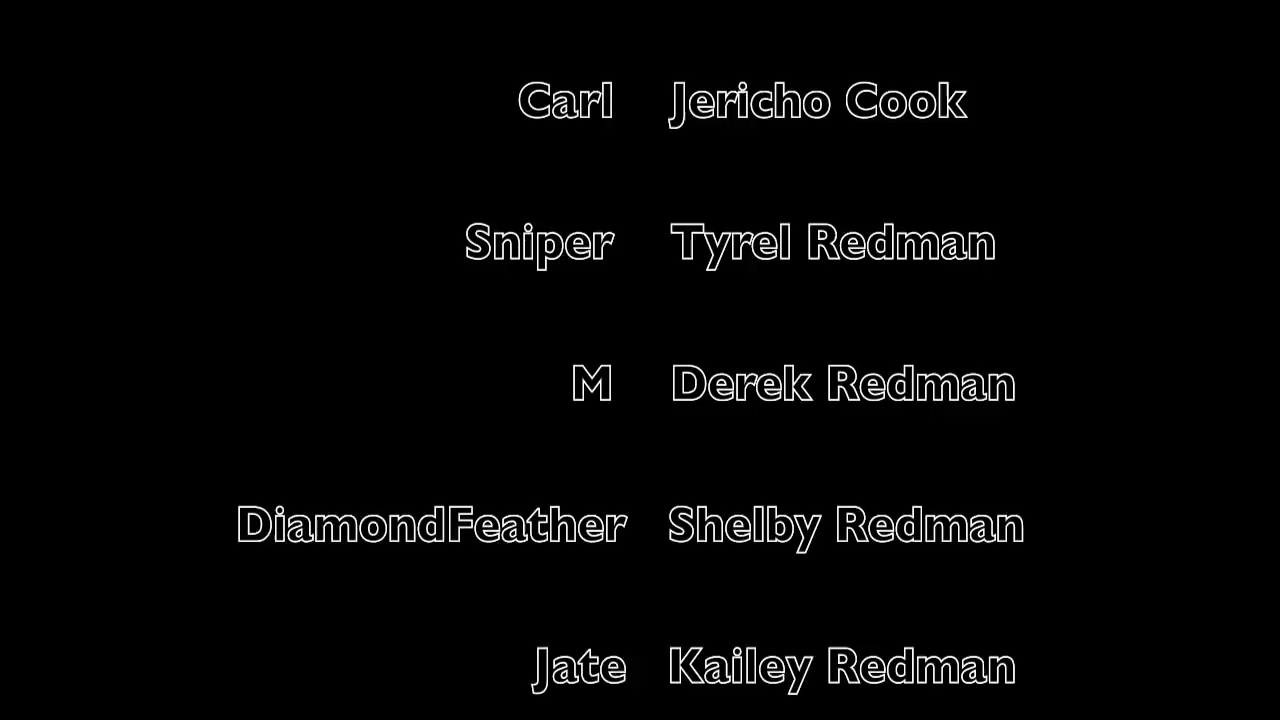 Carl Jericho Cook
Sniper Tyrel Redman
M Derek Redman
DiamondFeather Shelby Redman
Jate Kailey Redman